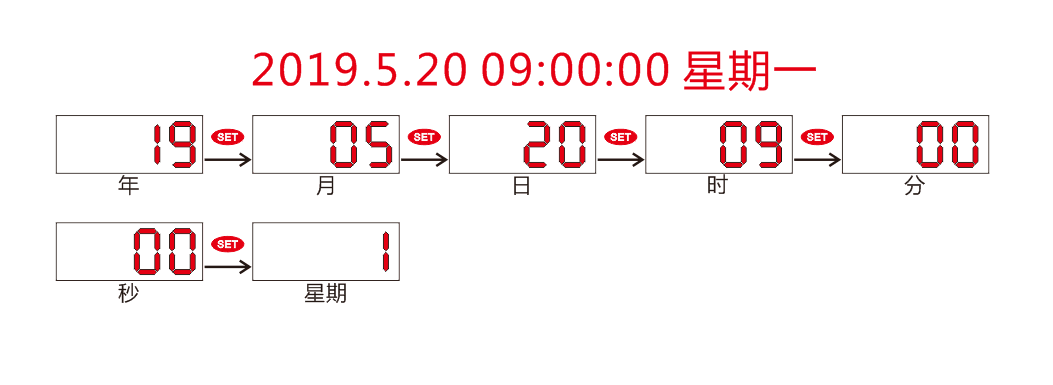 2019.5.20 09:00:00 星期一
19 SET 05 SET 20 SET 09 SET 00
年 月 日 时 分
00 SET 1
秒 星期